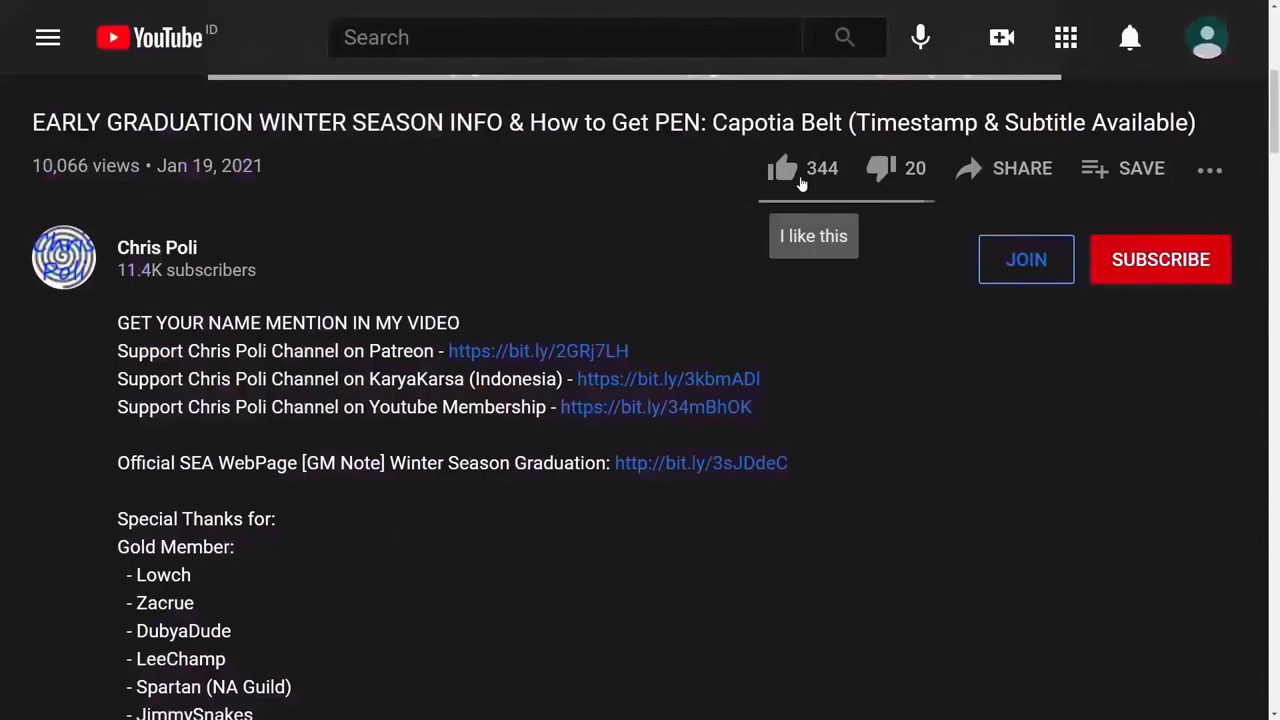 YouTube ID
Search
EARLY GRADUATION WINTER SEASON INFO & How to Get PEN: Capotia Belt (Timestamp & Subtitle Available)
10,066 views • Jan 19, 2021
344 20 SHARE SAVE
I like this
Chris Poli
Chris Poli
11.4K subscribers
JOIN SUBSCRIBE
GET YOUR NAME MENTION IN MY VIDEO
Support Chris Poli Channel on Patreon - https://bit.ly/2GRj7LH
Support Chris Poli Channel on KaryaKarsa (Indonesia) - https://bit.ly/3kbmADl
Support Chris Poli Channel on Youtube Membership - https://bit.ly/34mBhOK
Official SEA WebPage [GM Note] Winter Season Graduation: http://bit.ly/3sJDdeC
Special Thanks for:
Gold Member:
- Lowch
- Zacrue
- DubyaDude
- LeeChamp
- Spartan (NA Guild)
- JimmySnakes